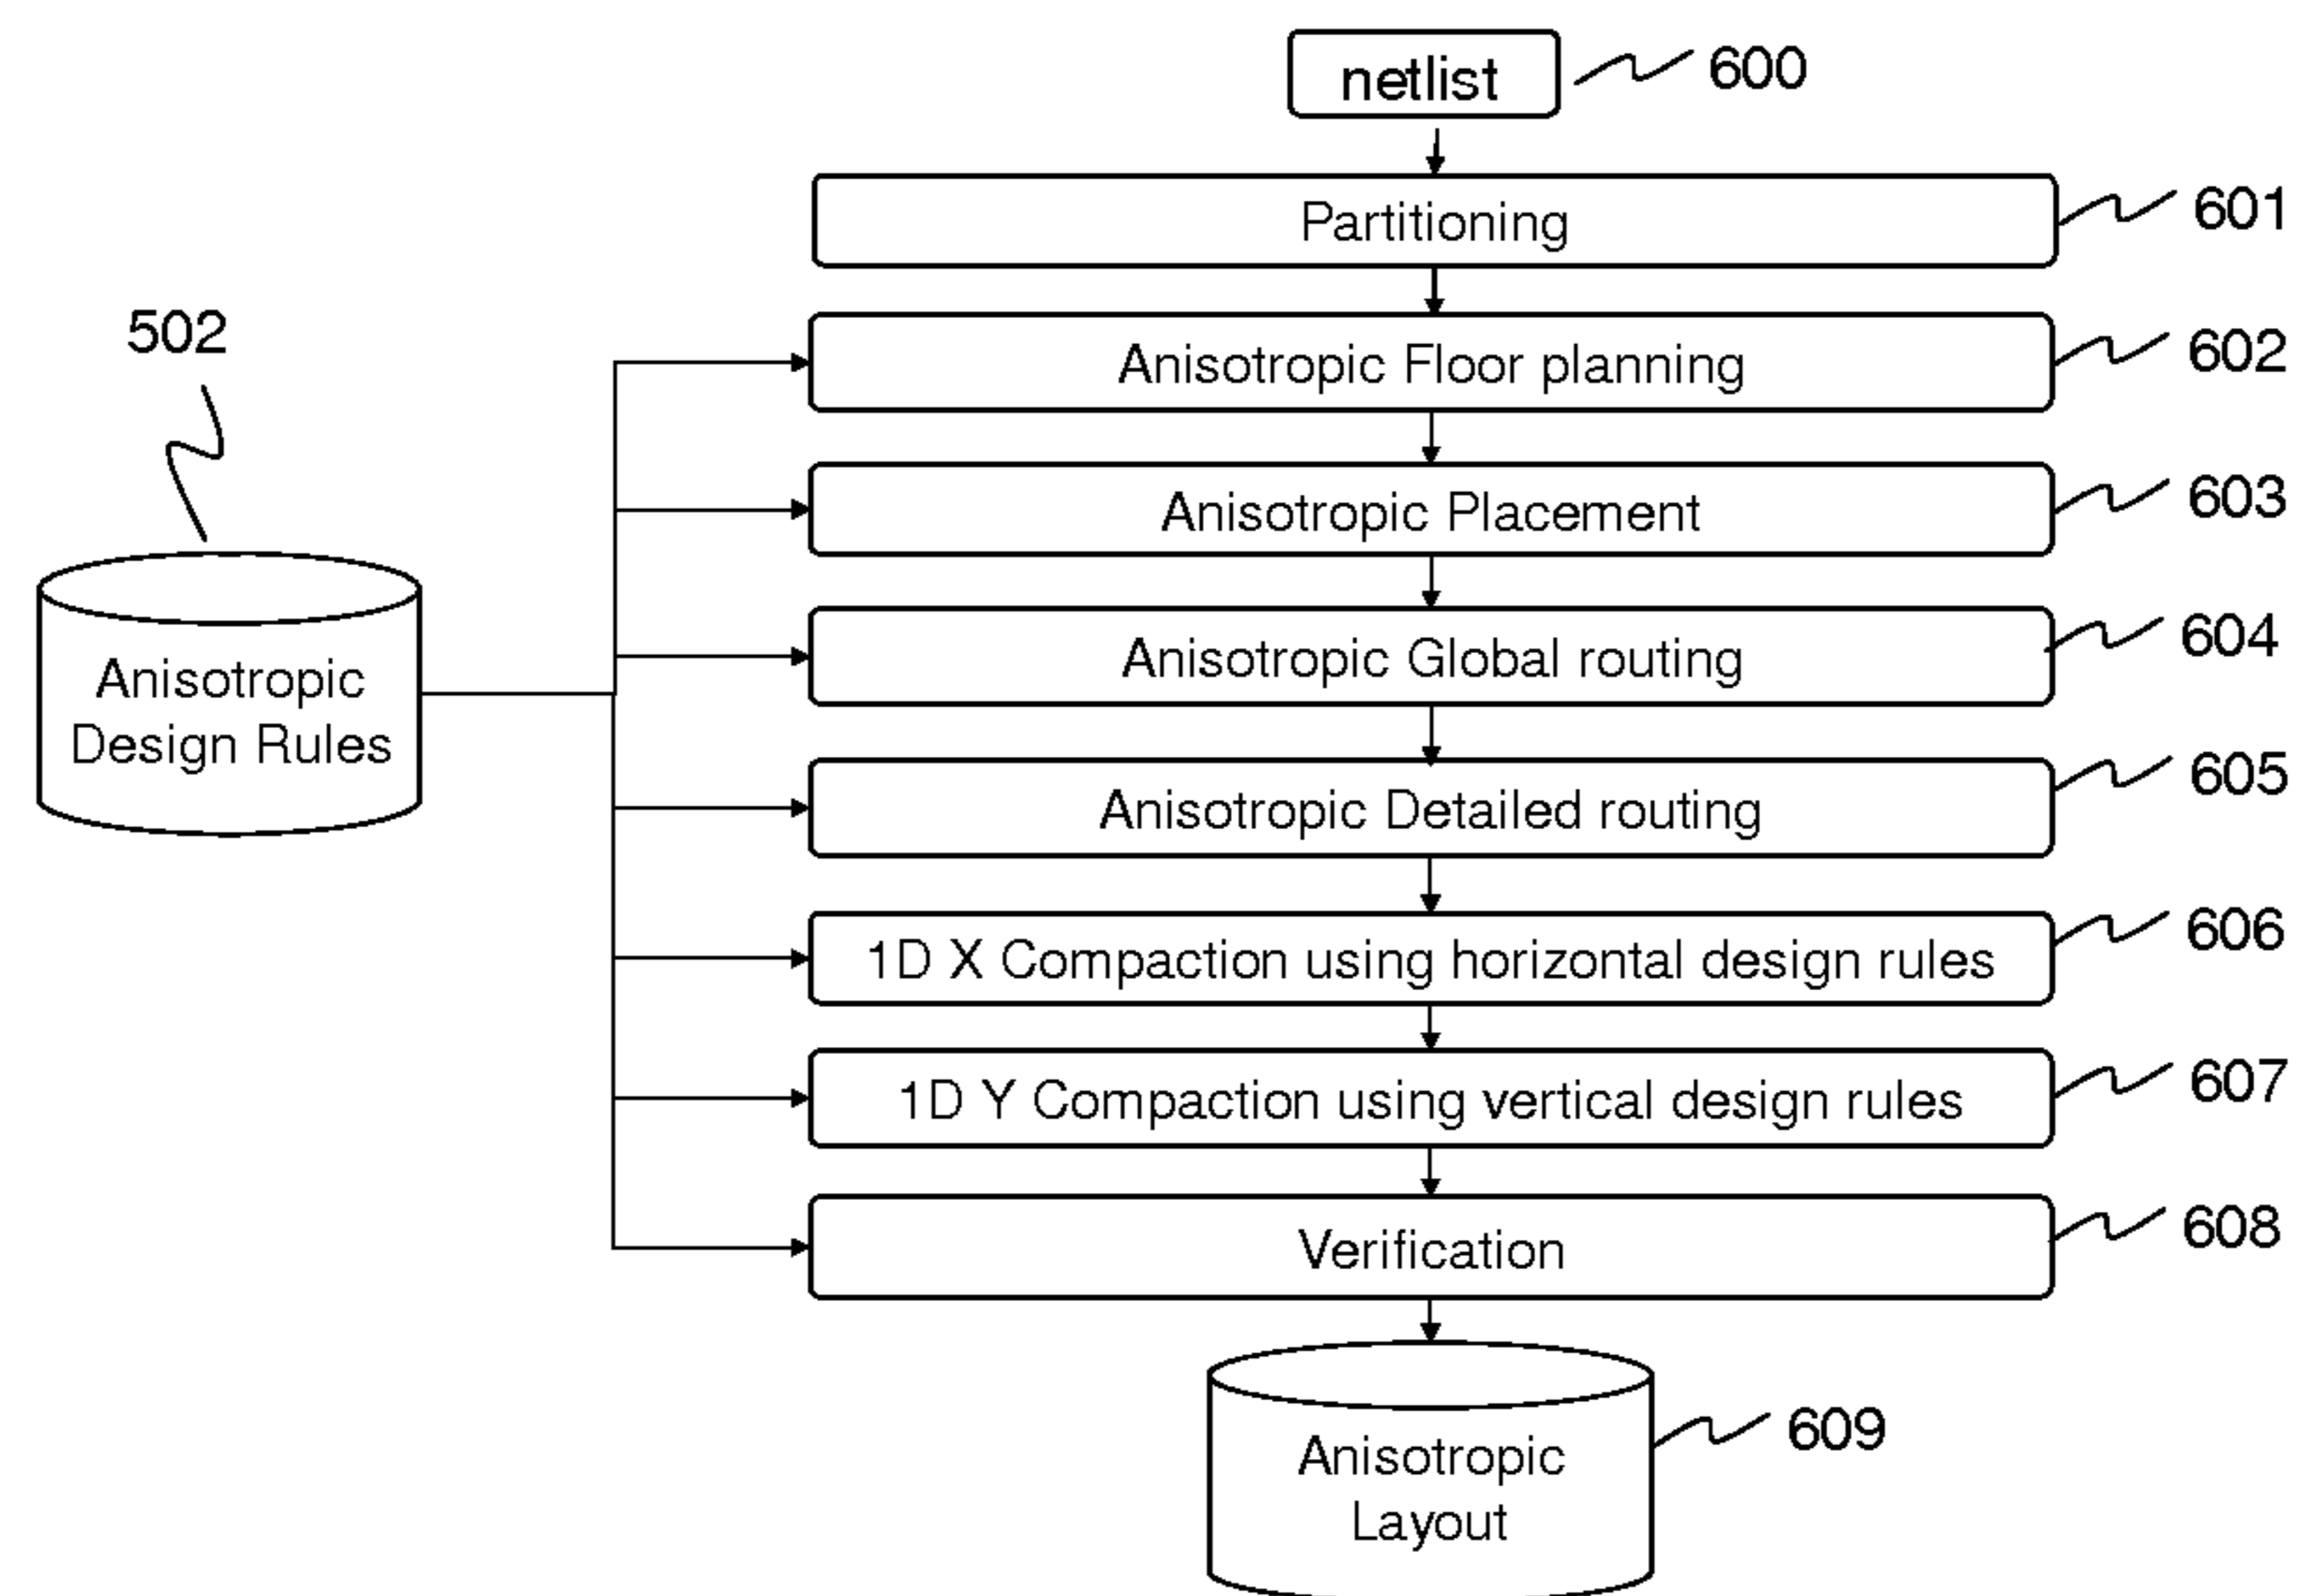 netlist
600
Partitioning
601
502
Anisotropic Floor planning
602
Anisotropic Placement
603
Anisotropic Global routing
604
Anisotropic
Design Rules
Anisotropic Detailed routing
605
1D X Compaction using horizontal design rules
606
1D Y Compaction using vertical design rules
607
Verification
608
Anisotropic
Layout
609